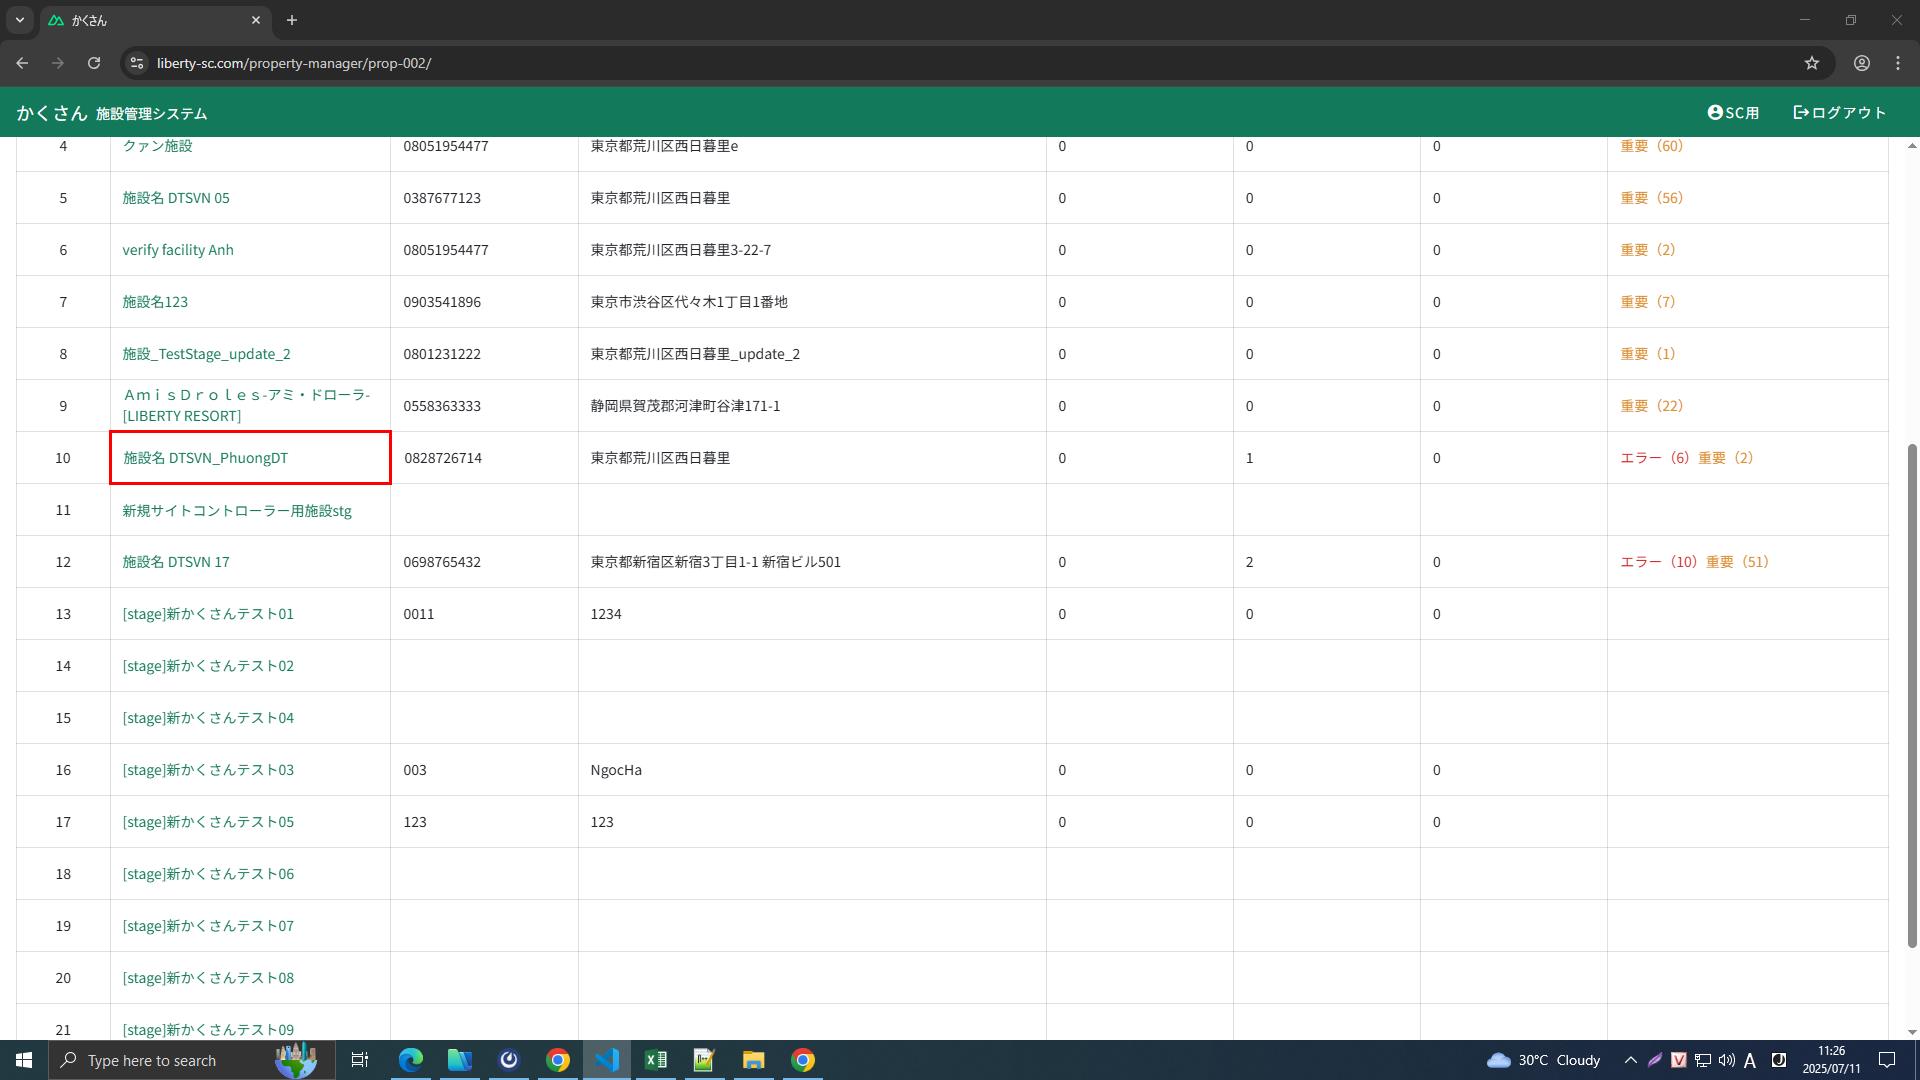 かくさん
liberty-sc.com/property-manager/prop-002/
かくさん 施設管理システム SC用 ログアウト
4 クァン施設 08051954477 東京都荒川区西日暮里e 0 0 0 重要（60）
5 施設名 DTSVN 05 0387677123 東京都荒川区西日暮里 0 0 0 重要（56）
6 verify facility Anh 08051954477 東京都荒川区西日暮里3-22-7 0 0 0 重要（2）
7 施設名123 0903541896 東京市渋谷区代々木1丁目1番地 0 0 0 重要（7）
8 施設_TestStage_update_2 0801231222 東京都荒川区西日暮里_update_2 0 0 0 重要（1）
9 ＡｍｉｓＤｒｏｌｅｓ-アミ・ドローラ- 0558363333 静岡県賀茂郡河津町谷津171-1 0 0 0 重要（22）
[LIBERTY RESORT]
10 施設名 DTSVN_PhuongDT 0828726714 東京都荒川区西日暮里 0 1 0 エラー（6）重要（2）
11 新規サイトコントローラー用施設stg
12 施設名 DTSVN 17 0698765432 東京都新宿区新宿3丁目1-1 新宿ビル501 0 2 0 エラー（10）重要（51）
13 [stage]新かくさんテスト01 0011 1234 0 0 0
14 [stage]新かくさんテスト02
15 [stage]新かくさんテスト04
16 [stage]新かくさんテスト03 003 NgocHa 0 0 0
17 [stage]新かくさんテスト05 123 123 0 0 0
18 [stage]新かくさんテスト06
19 [stage]新かくさんテスト07
20 [stage]新かくさんテスト08
21 [stage]新かくさんテスト09
Type here to search 30°C Cloudy A 11:26
2025/07/11